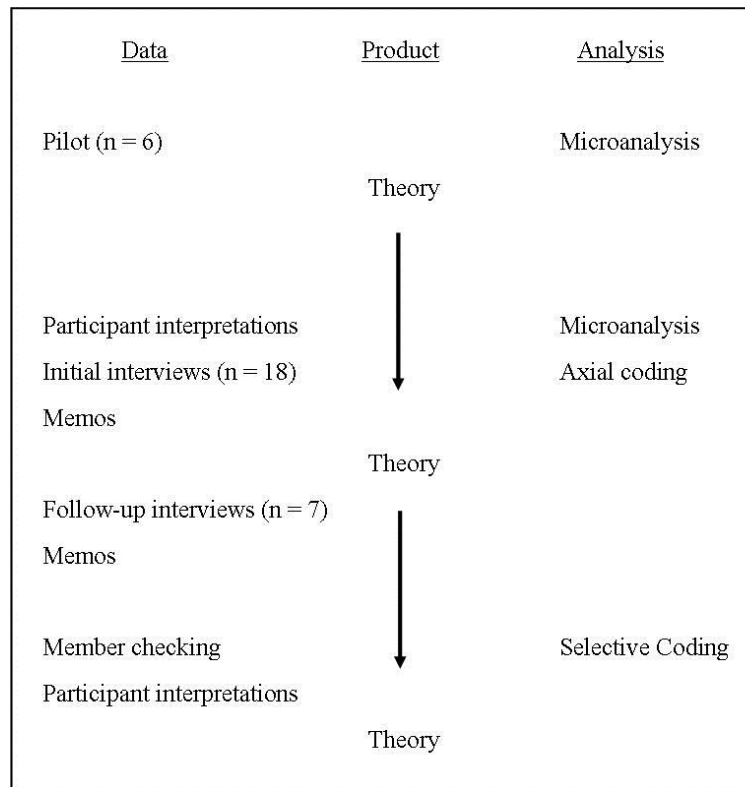 Data Product Analysis
Pilot (n = 6) Microanalysis
Theory
Participant interpretations Microanalysis
Initial interviews (n = 18) Axial coding
Memos
Theory
Follow-up interviews (n = 7)
Memos
Member checking Selective Coding
Participant interpretations
Theory